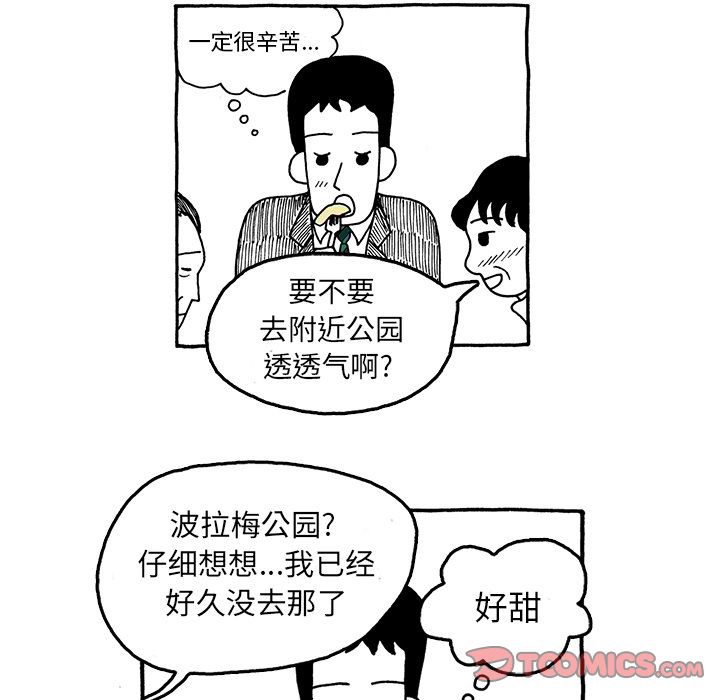 一定很辛苦...
要不要
去附近公园
透透气啊?
波拉梅公园?
仔细想想...我已经
好久没去那了
好甜
TCOMICS.COM